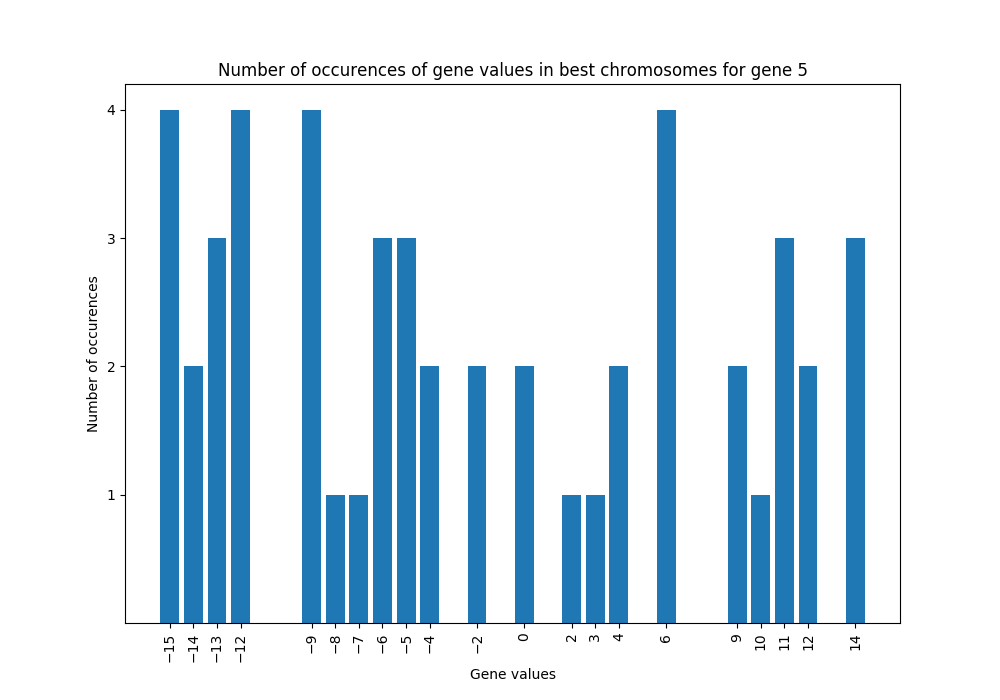 Number of occurences of gene values in best chromosomes for gene 5
Number of occurences
4
3
2
1
−15 −14 −13 −12 −9 −8 −7 −6 −5 −4 −2 0 2 3 4 6 9 10 11 12 14
Gene values